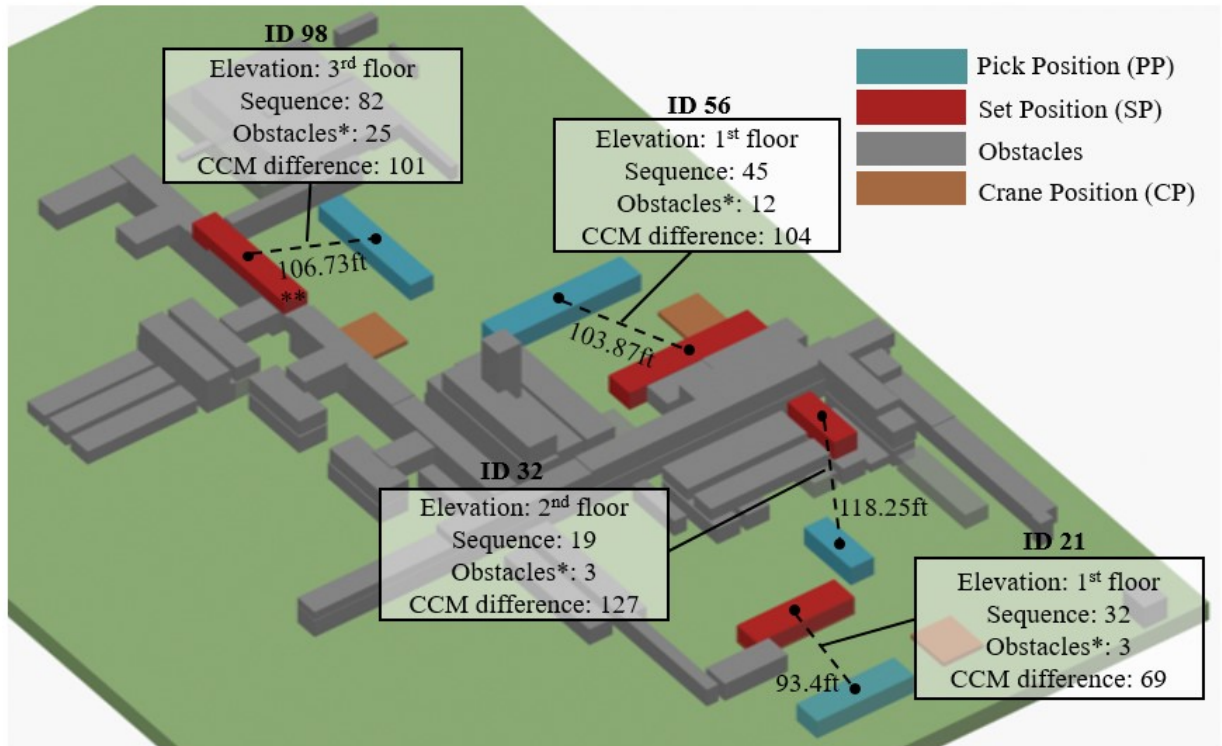 ID 98
Elevation: 3rd floor
Sequence: 82
Obstacles*: 25
CCM difference: 101
ID 56
Elevation: 1st floor
Sequence: 45
Obstacles*: 12
CCM difference: 104
Pick Position (PP)
Set Position (SP)
Obstacles
Crane Position (CP)
106.73ft
**
103.87ft
ID 32
Elevation: 2nd floor
Sequence: 19
Obstacles*: 3
CCM difference: 127
118.25ft
ID 21
Elevation: 1st floor
Sequence: 32
Obstacles*: 3
CCM difference: 69
93.4ft